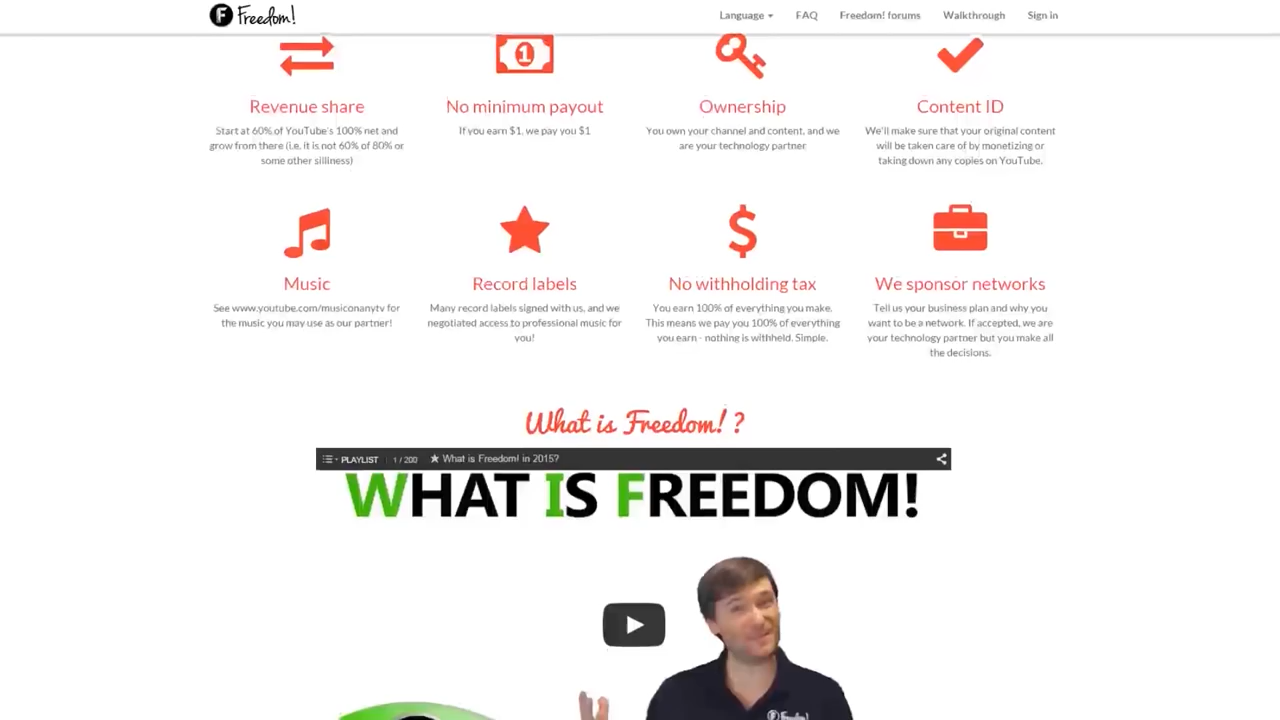 F Freedom!
Language FAQ Freedom! forums Walkthrough Sign in
1
Revenue share
Start at 60% of YouTube's 100% net and
grow from there (i.e. it is not 60% of 80% or
some other silliness)
No minimum payout
If you earn $1, we pay you $1
Ownership
You own your channel and content, and we
are your technology partner
Content ID
We'll make sure that your original content
will be taken care of by monetizing or
taking down any copies on YouTube.
Music
See www.youtube.com/musiconanytv for
the music you may use as our partner!
Record labels
Many record labels signed with us, and we
negotiated access to professional music for
you!
$
No withholding tax
You earn 100% of everything you make.
This means we pay you 100% of everything
you earn - nothing is withheld. Simple.
We sponsor networks
Tell us your business plan and why you
want to be a network. If accepted, we are
your technology partner but you make all
the decisions.
What is Freedom! ?
PLAYLIST 1 / 200 What is Freedom! in 2015?
WHAT IS FREEDOM!
Freedom!